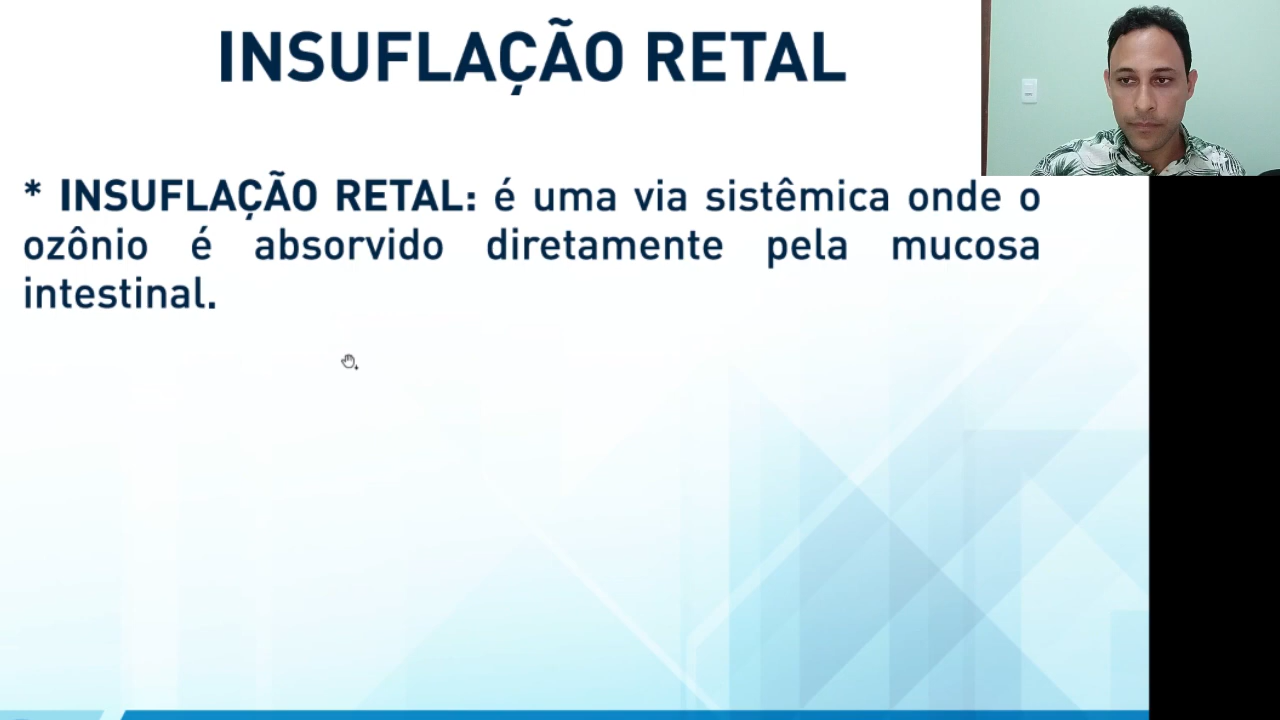 INSUFLAÇÃO RETAL
* INSUFLAÇÃO RETAL: é uma via sistêmica onde o
ozônio é absorvido diretamente pela mucosa
intestinal.